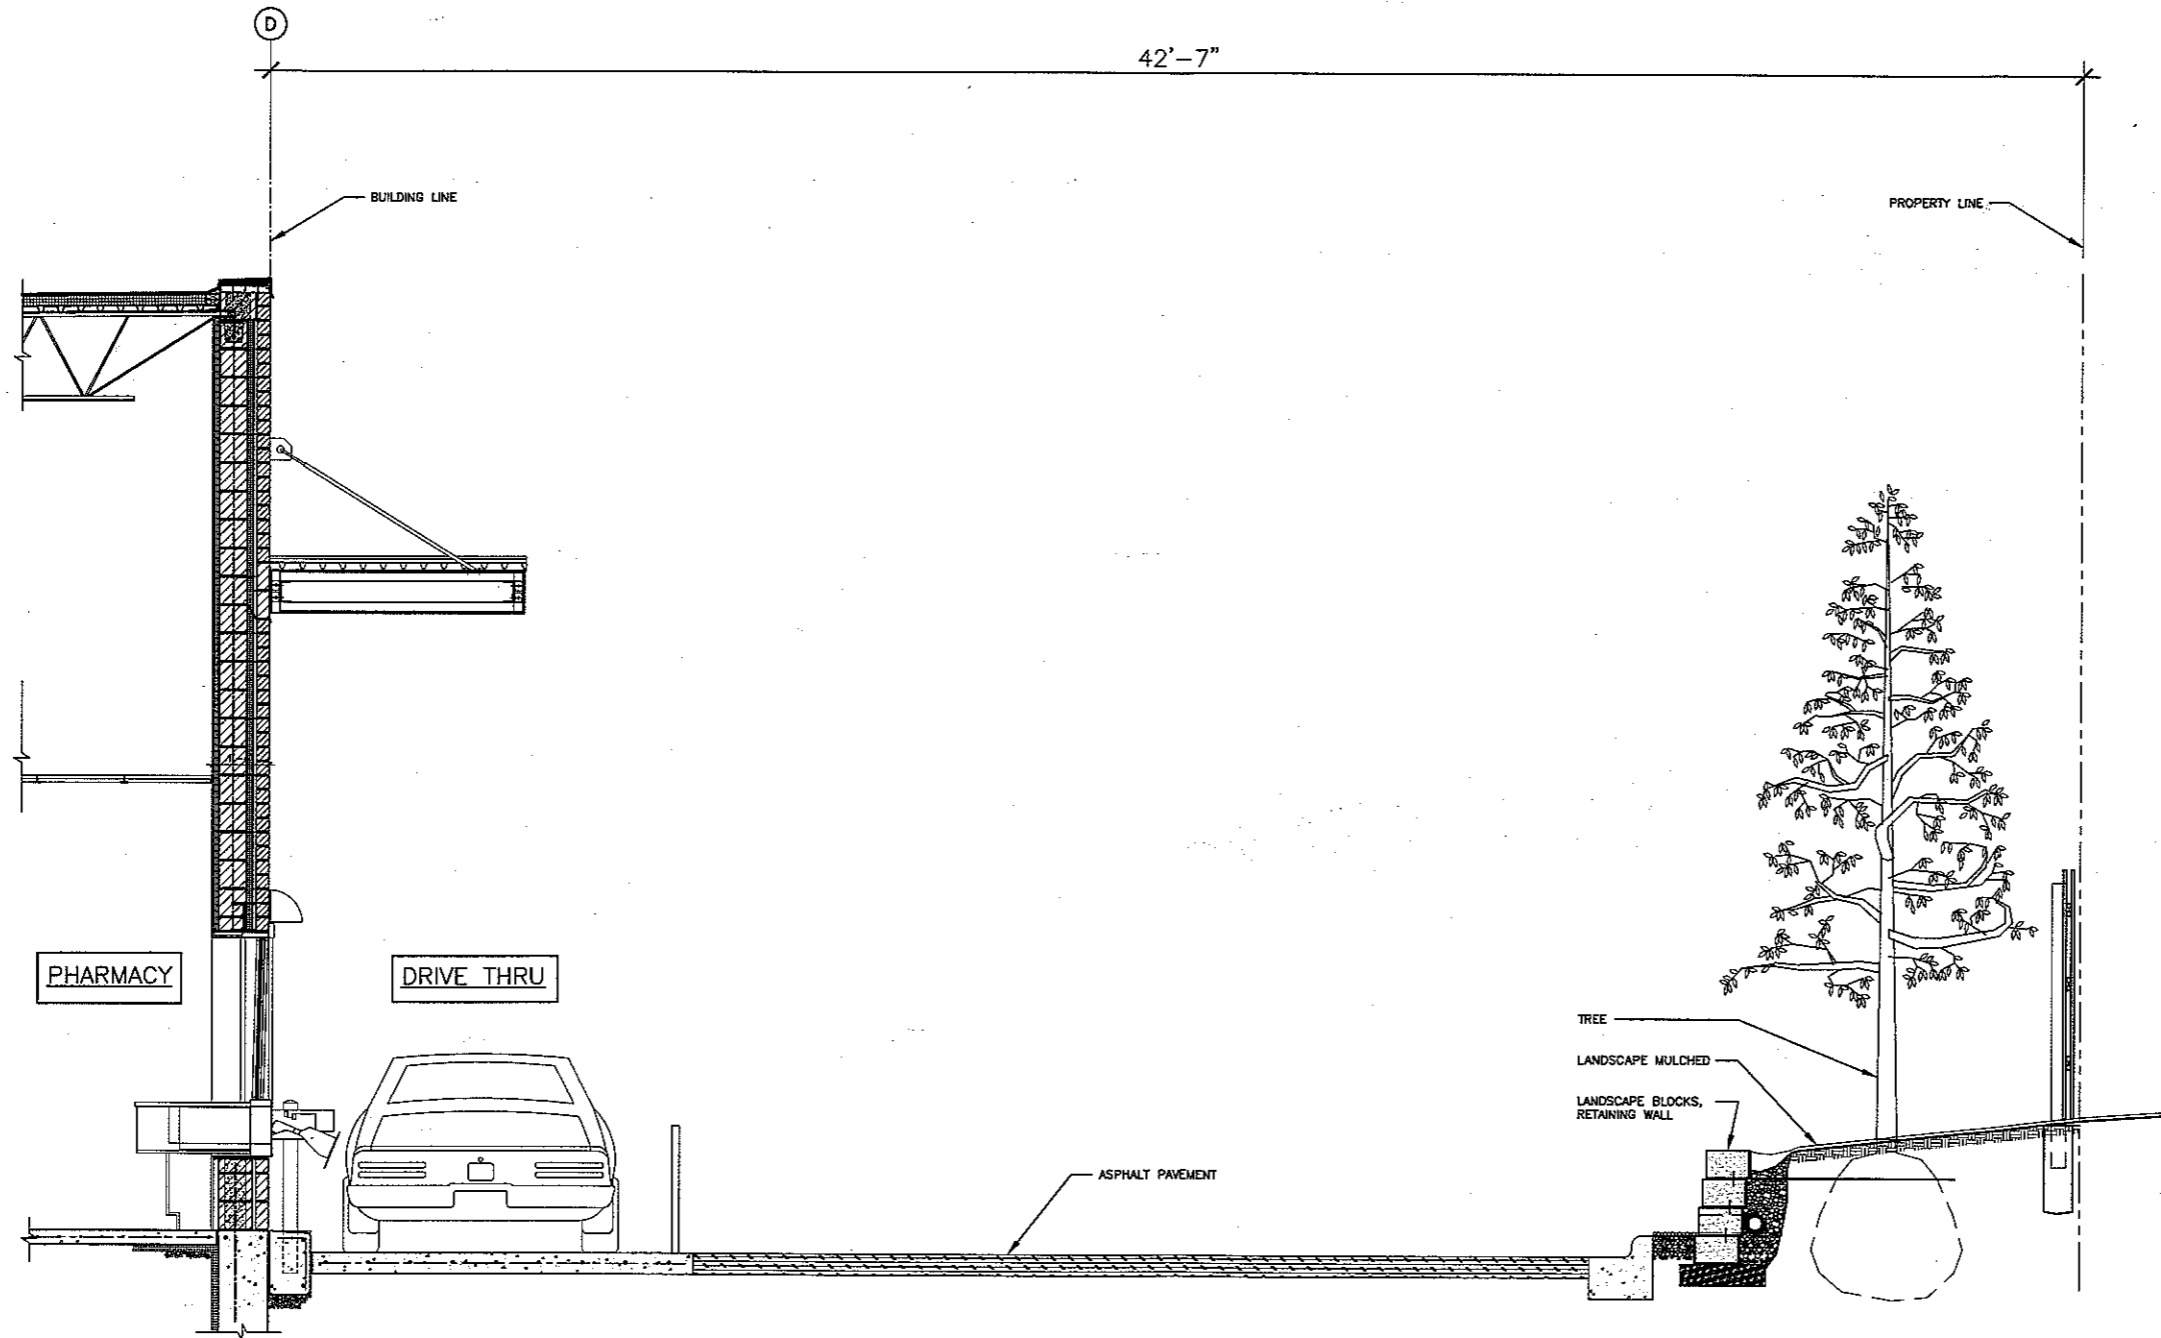 D
42'-7"
BUILDING LINE
PROPERTY LINE
PHARMACY
DRIVE THRU
TREE
LANDSCAPE MULCHED
LANDSCAPE BLOCKS,
RETAINING WALL
ASPHALT PAVEMENT